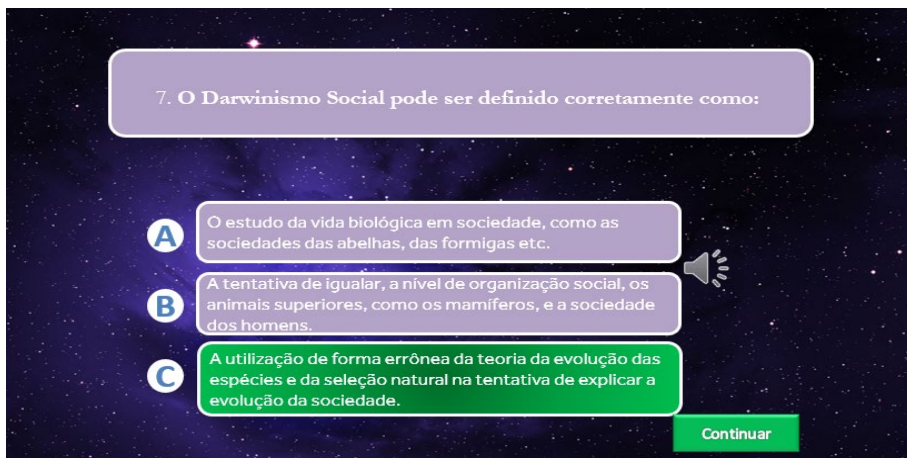 7. O Darwinismo Social pode ser definido corretamente como:
A
O estudo da vida biológica em sociedade, como as
sociedades das abelhas, das formigas etc.
B
A tentativa de igualar, a nível de organização social, os
animais superiores, como os mamíferos, e a sociedade
dos homens.
C
A utilização de forma errônea da teoria da evolução das
espécies e da seleção natural na tentativa de explicar a
evolução da sociedade.
Continuar